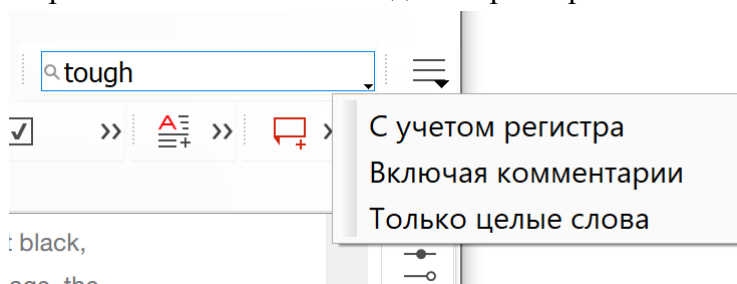 tough
С учетом регистра
Включая комментарии
Только целые слова
t black,